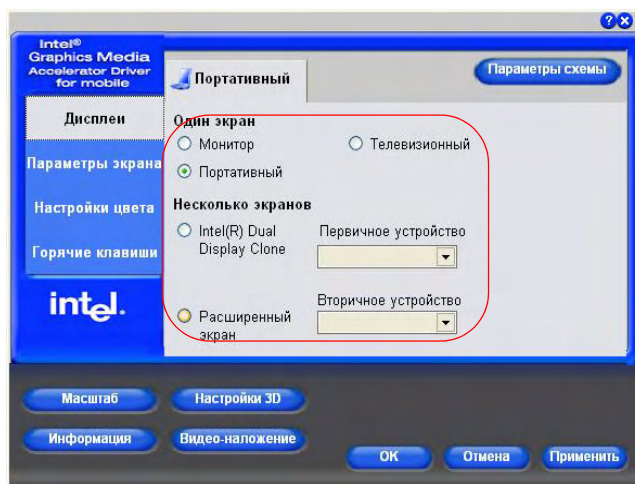 Intel®
Graphics Media
Accelerator Driver
for mobile
Портативный
Параметры схемы
Дисплеи
Параметры экрана
Настройки цвета
Горячие клавиши
intel.
Один экран
Монитор
Телевизионный
Портативный
Несколько экранов
Intel(R) Dual
Display Clone
Первичное устройство
Расширенный
экран
Вторичное устройство
Масштаб
Настройки 3D
Информация
Видео-наложение
OK
Отмена
Применить